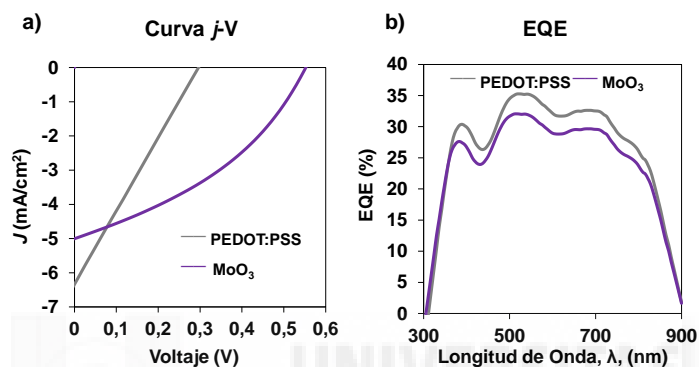 a)
Curva j-V
0
-1
-2
-3
-4
-5
-6
-7
J (mA/cm²)
PEDOT:PSS
MoO₃
0 0,1 0,2 0,3 0,4 0,5 0,6
Voltaje (V)
b)
EQE
40
35
30
25
20
15
10
5
0
EQE (%)
PEDOT:PSS MoO₃
300 500 700 900
Longitud de Onda, λ, (nm)